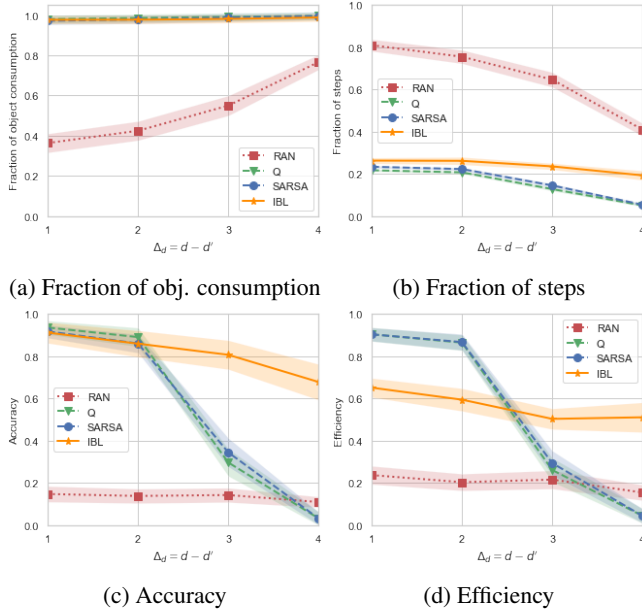 1.0
0.8
0.6
0.4
0.2
0.0
Fraction of object consumption
RAN
Q
SARSA
IBL
1 2 3 4
Δd = d − d′
(a) Fraction of obj. consumption
1.0
0.8
0.6
0.4
0.2
0.0
Fraction of steps
RAN
Q
SARSA
IBL
1 2 3 4
Δd = d − d′
(b) Fraction of steps
1.0
0.8
0.6
0.4
0.2
0.0
Accuracy
RAN
Q
SARSA
IBL
1 2 3 4
Δd = d − d′
(c) Accuracy
1.0
0.8
0.6
0.4
0.2
0.0
Efficiency
RAN
Q
SARSA
IBL
1 2 3 4
Δd = d − d′
(d) Efficiency